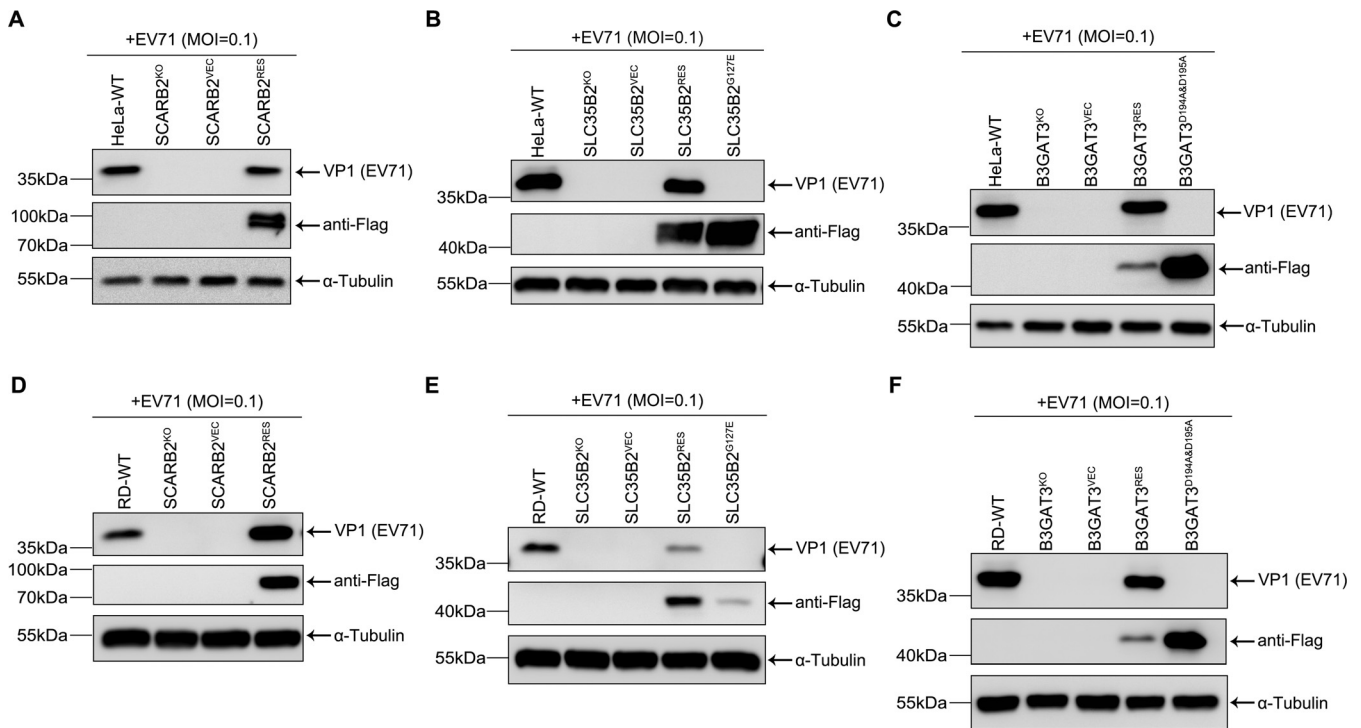 A
+EV71 (MOI=0.1)
HeLa-WT
SCARB2KO
SCARB2VEC
SCARB2RES
35kDa
VP1 (EV71)
100kDa
70kDa
anti-Flag
55kDa
α-Tubulin
B
+EV71 (MOI=0.1)
HeLa-WT
SLC35B2KO
SLC35B2VEC
SLC35B2RES
SLC35B2G127E
35kDa
VP1 (EV71)
40kDa
anti-Flag
55kDa
α-Tubulin
C
+EV71 (MOI=0.1)
HeLa-WT
B3GAT3KO
B3GAT3VEC
B3GAT3RES
B3GAT3D194A&D195A
35kDa
VP1 (EV71)
40kDa
anti-Flag
55kDa
α-Tubulin
D
+EV71 (MOI=0.1)
RD-WT
SCARB2KO
SCARB2VEC
SCARB2RES
35kDa
VP1 (EV71)
100kDa
70kDa
anti-Flag
55kDa
α-Tubulin
E
+EV71 (MOI=0.1)
RD-WT
SLC35B2KO
SLC35B2VEC
SLC35B2RES
SLC35B2G127E
35kDa
VP1 (EV71)
40kDa
anti-Flag
55kDa
α-Tubulin
F
+EV71 (MOI=0.1)
RD-WT
B3GAT3KO
B3GAT3VEC
B3GAT3RES
B3GAT3D194A&D195A
35kDa
VP1 (EV71)
40kDa
anti-Flag
55kDa
α-Tubulin